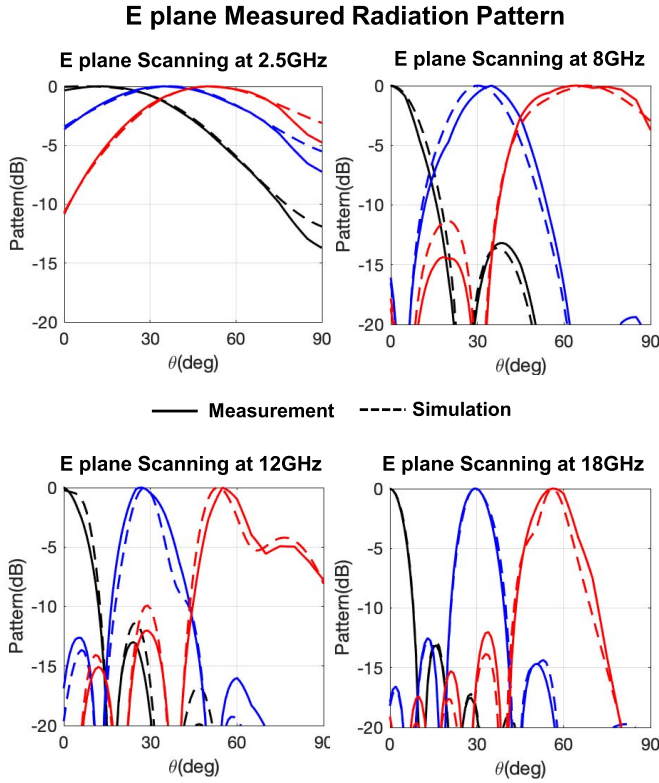 E plane Measured Radiation Pattern
E plane Scanning at 2.5GHz
0
-5
-10
-15
-20
Pattern(dB)
0
30
60
90
θ(deg)
E plane Scanning at 8GHz
0
-5
-10
-15
-20
Pattern(dB)
0
30
60
90
θ(deg)
Measurement
Simulation
E plane Scanning at 12GHz
0
-5
-10
-15
-20
Pattern(dB)
0
30
60
90
θ(deg)
E plane Scanning at 18GHz
0
-5
-10
-15
-20
Pattern(dB)
0
30
60
90
θ(deg)